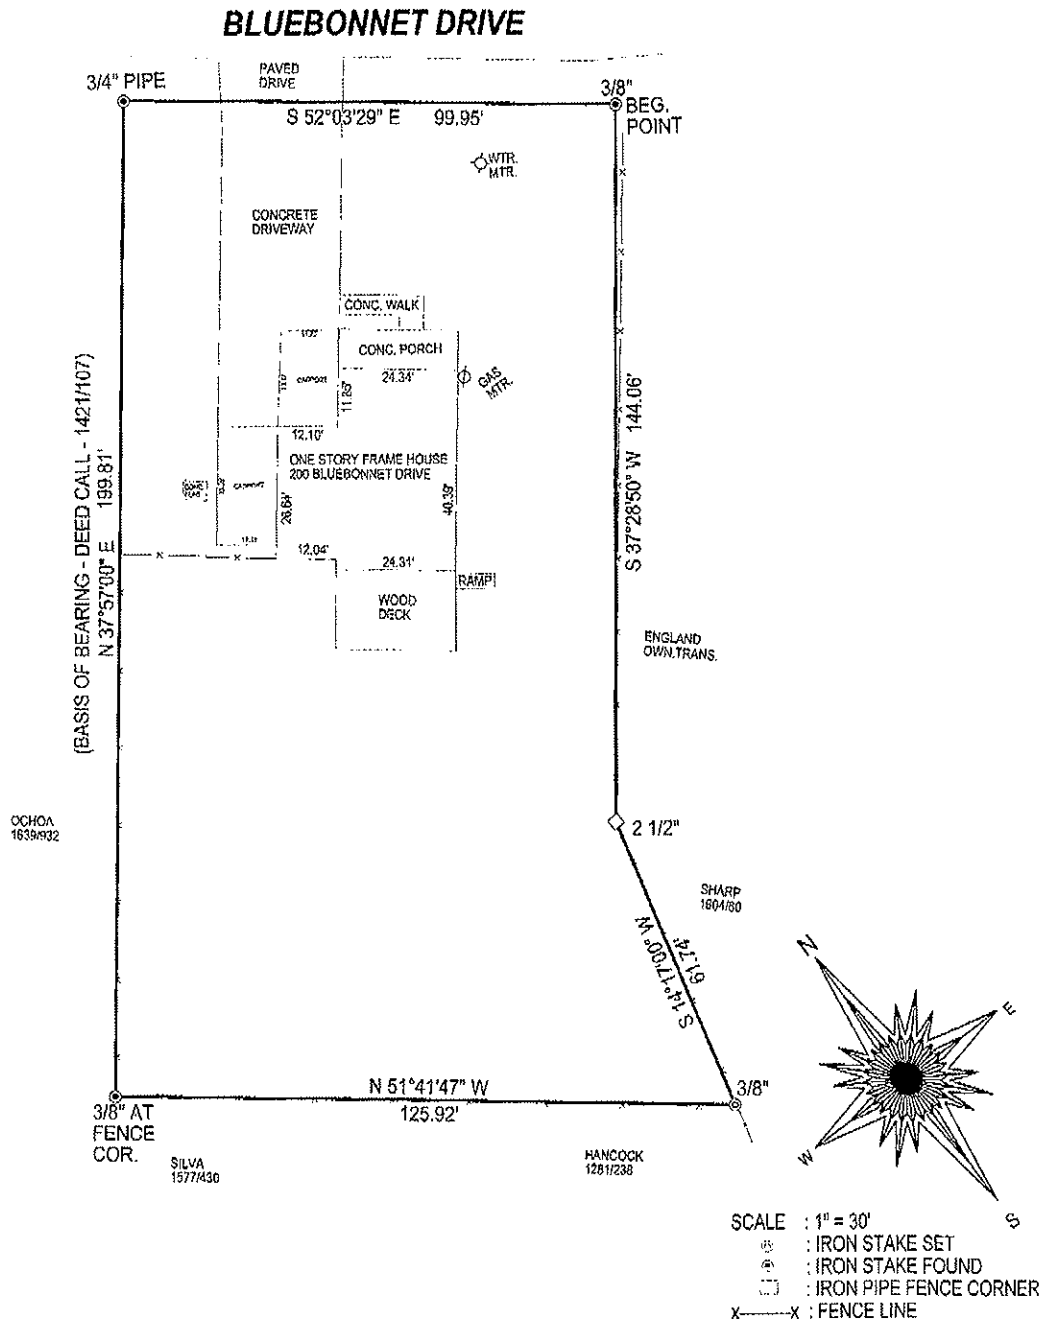 BLUEBONNET DRIVE
3/4" PIPE
PAVED
DRIVE
3/8"
BEG.
POINT
S 52°03'29" E 99.95'
WTR.
MTR.
CONCRETE
DRIVEWAY
CONC. WALK
CONC. PORCH
24.34'
GAS
MTR.
CARPORT
12.10'
ONE STORY FRAME HOUSE
200 BLUEBONNET DRIVE
CARPORT
26.64'
40.39'
12.04'
24.31'
RAMP
WOOD
DECK
(BASIS OF BEARING - DEED CALL - 1421/107)
N 37°57'00" E 199.81'
S 37°28'50" W 144.06'
ENGLAND
OWN.TRANS.
OCHOA
1639/932
2 1/2"
SHARP
1604/80
S 14°17'00" W
61.74'
N 51°41'47" W
125.92'
3/8"
3/8" AT
FENCE
COR.
SILVA
1577/430
HANCOCK
1281/238
N
E
W
S
SCALE : 1" = 30'
: IRON STAKE SET
: IRON STAKE FOUND
: IRON PIPE FENCE CORNER
X———X : FENCE LINE